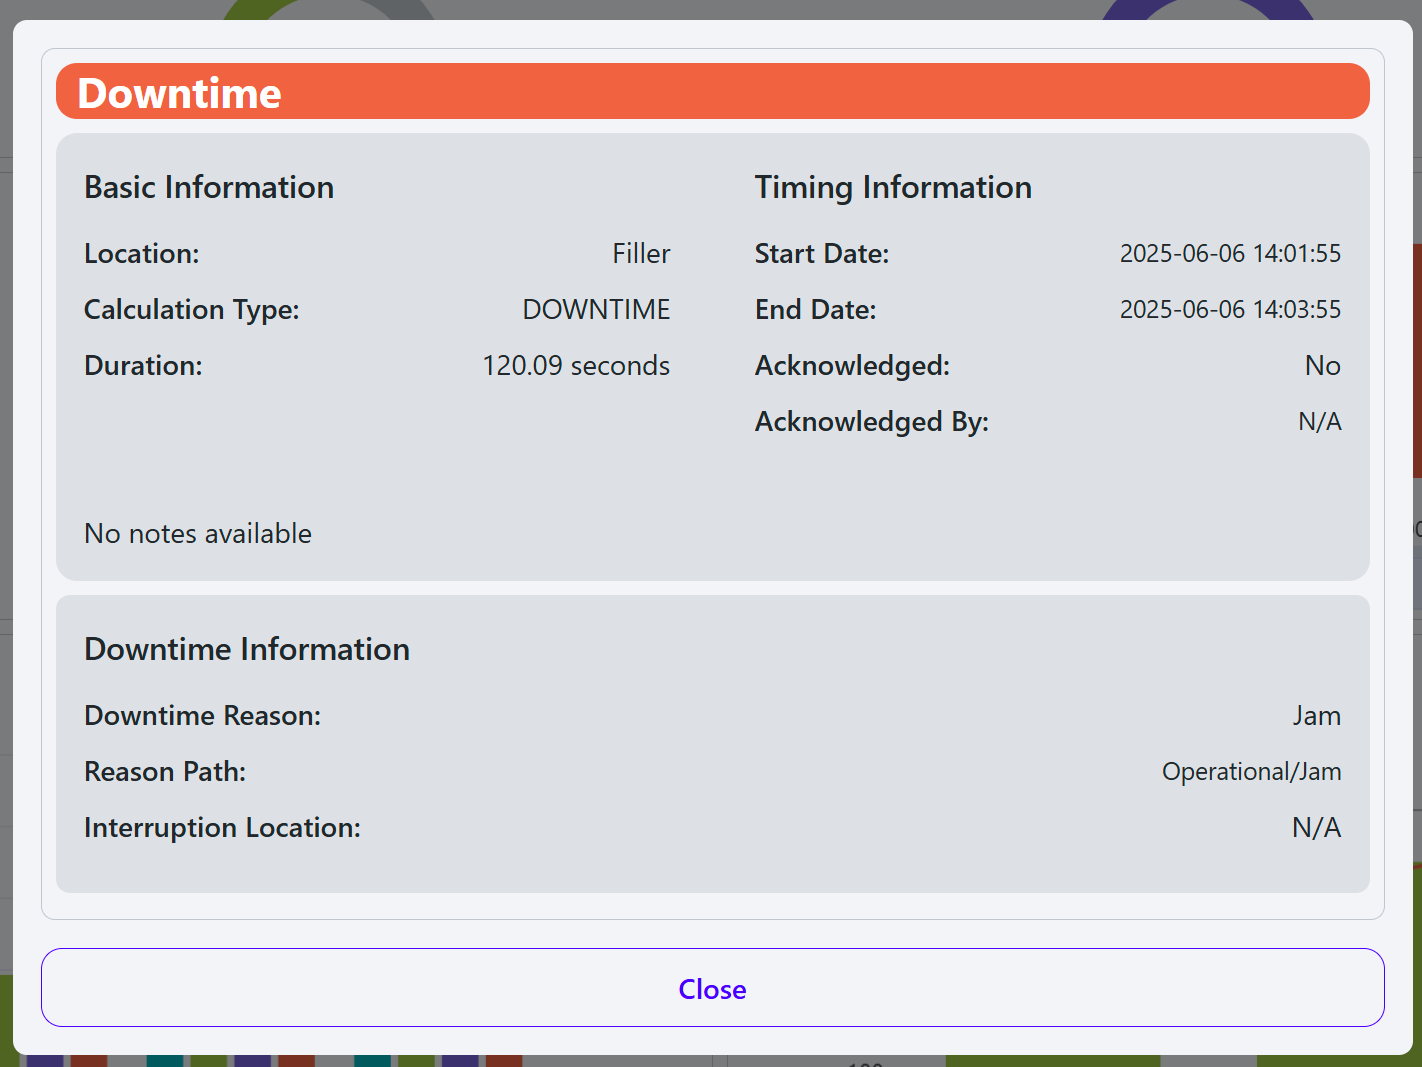 Downtime
Basic Information
Location: Filler
Calculation Type: DOWNTIME
Duration: 120.09 seconds
Timing Information
Start Date: 2025-06-06 14:01:55
End Date: 2025-06-06 14:03:55
Acknowledged: No
Acknowledged By: N/A
No notes available
Downtime Information
Downtime Reason: Jam
Reason Path: Operational/Jam
Interruption Location: N/A
Close